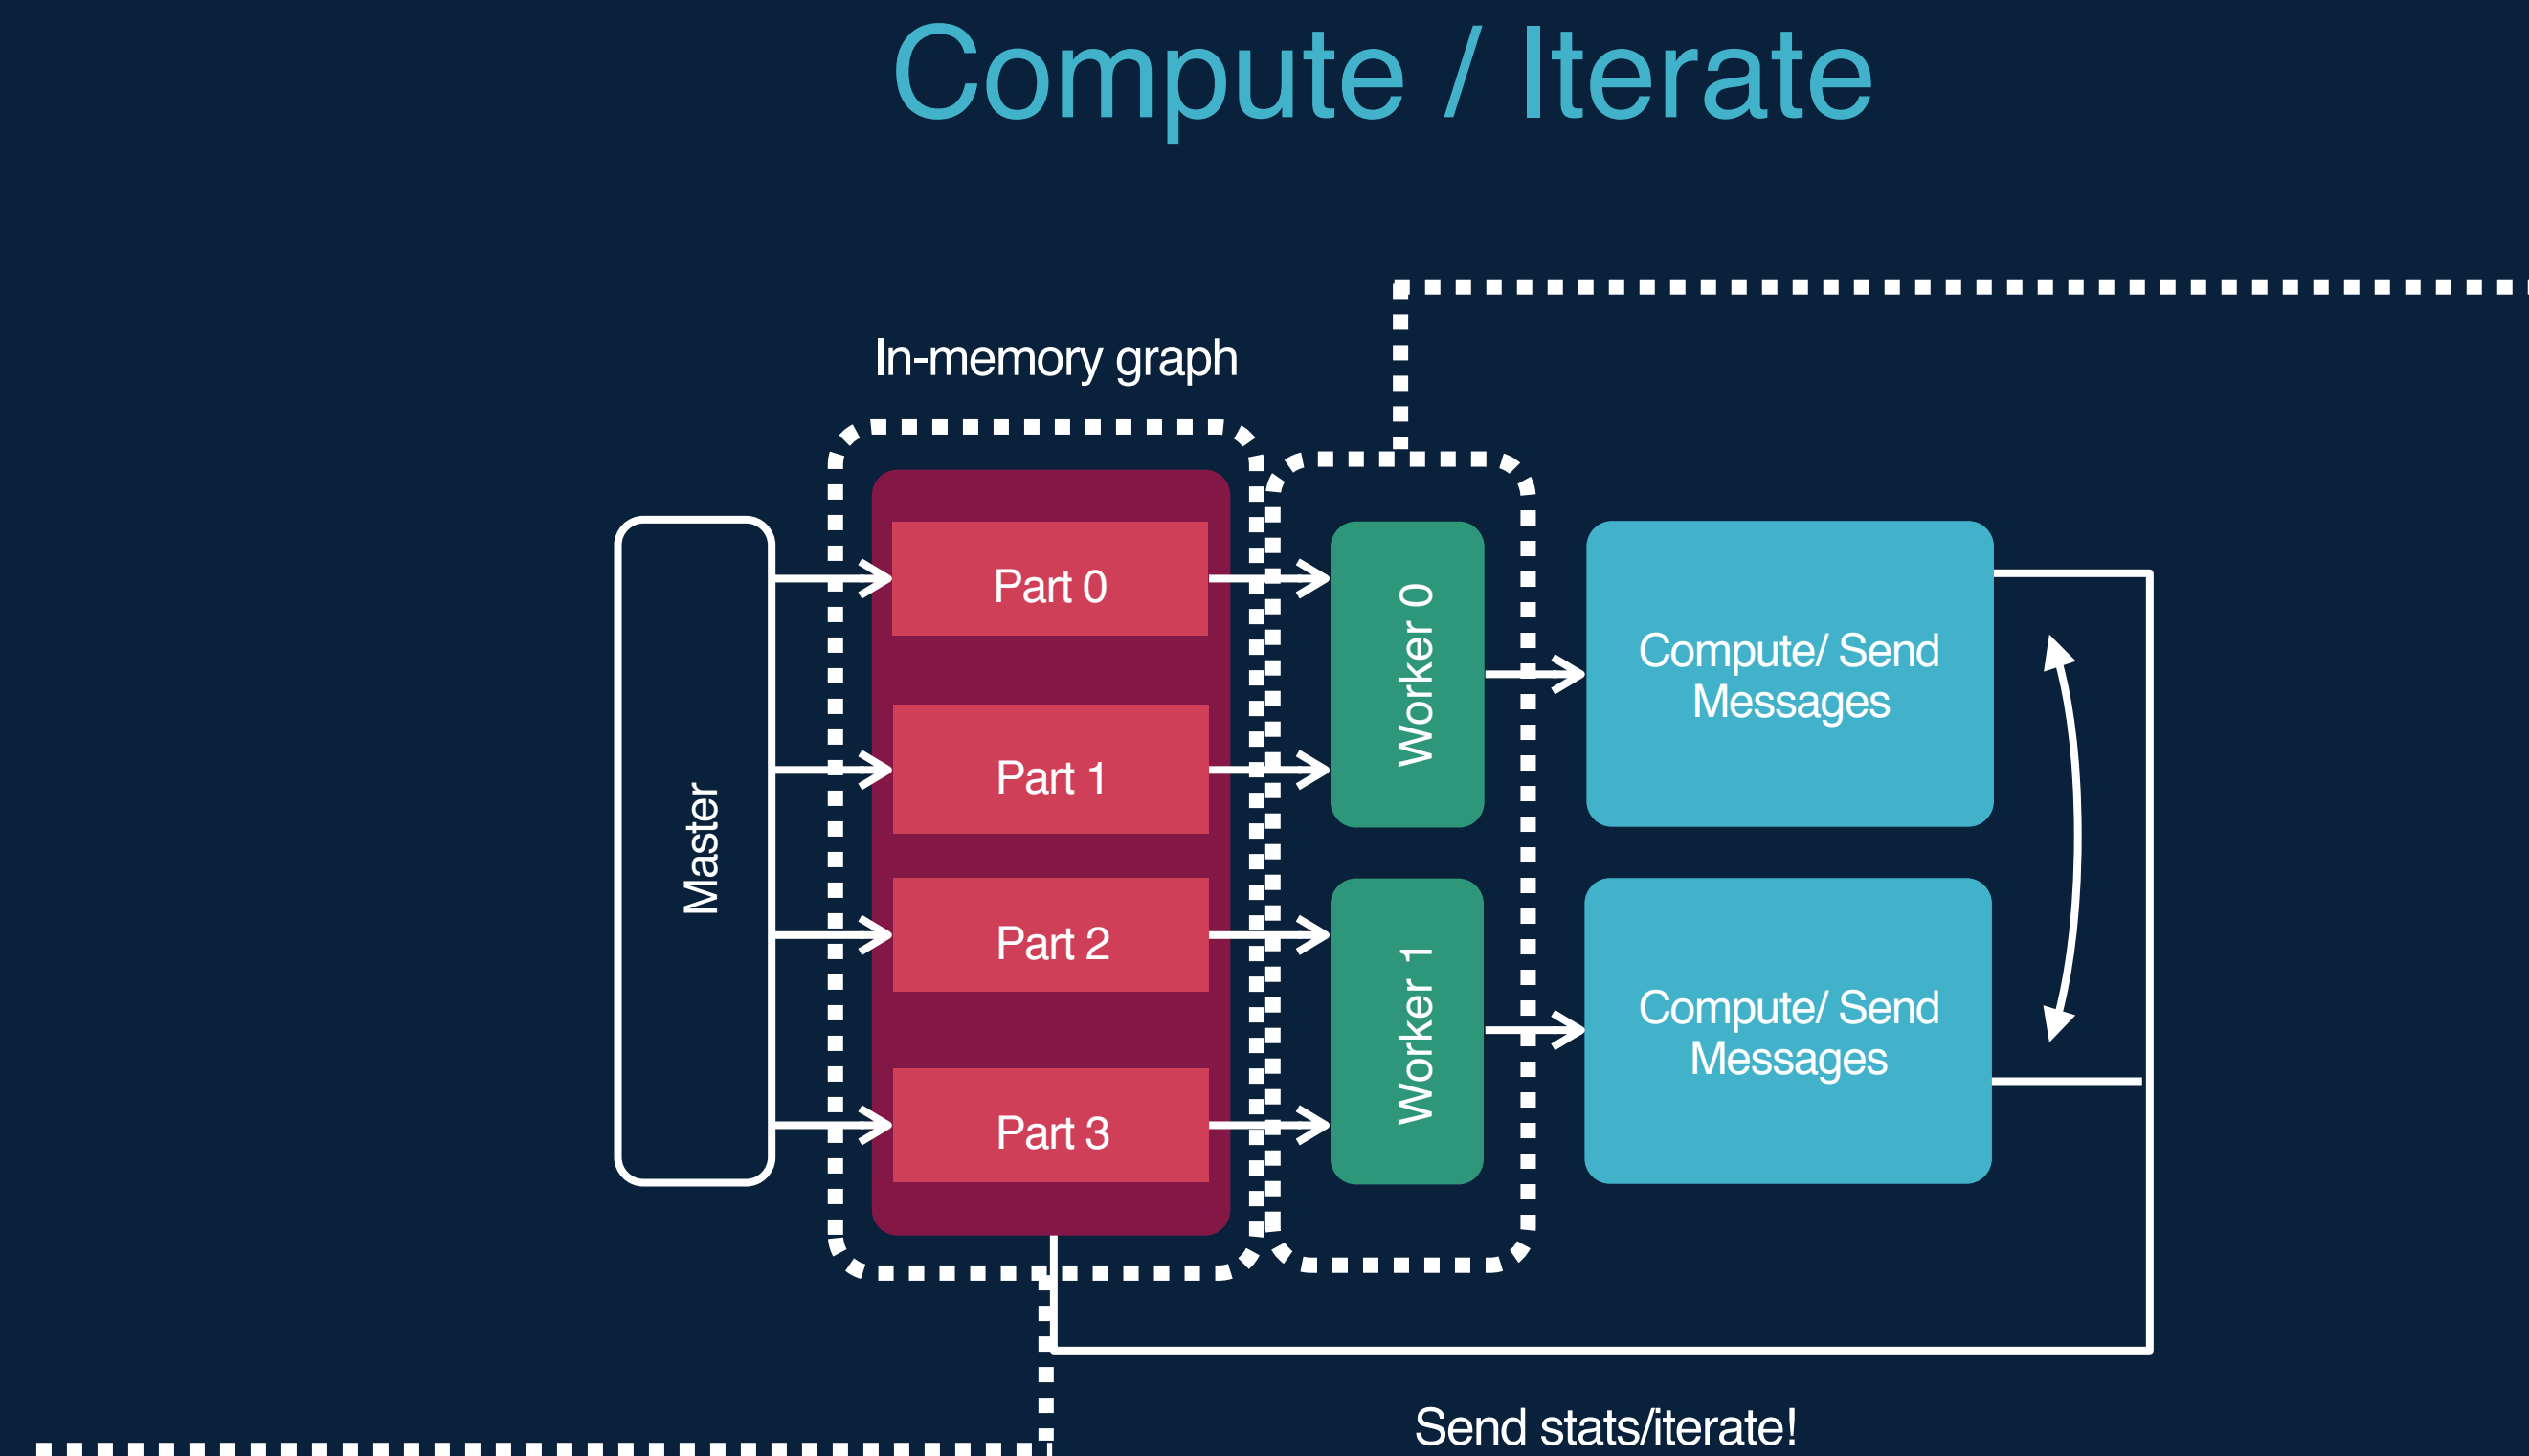 Compute / Iterate
In-memory graph
Master
Part 0
Part 1
Part 2
Part 3
Worker 0
Worker 1
Compute/ Send
Messages
Compute/ Send
Messages
Send stats/iterate!